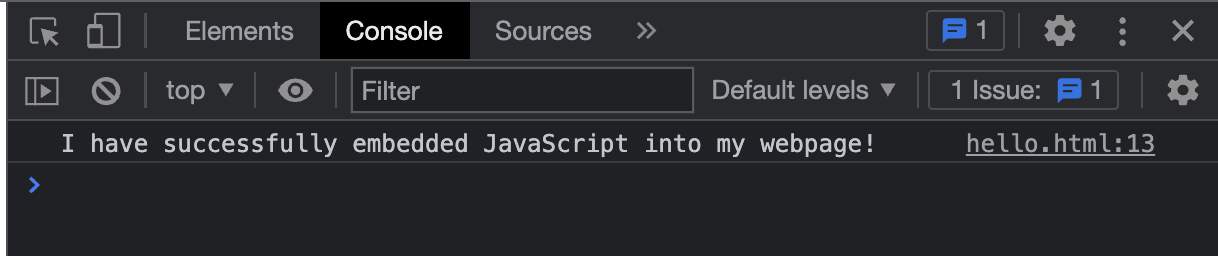 Elements Console Sources » 1
top ▼ Filter Default levels ▼ 1 Issue: 1
I have successfully embedded JavaScript into my webpage! hello.html:13